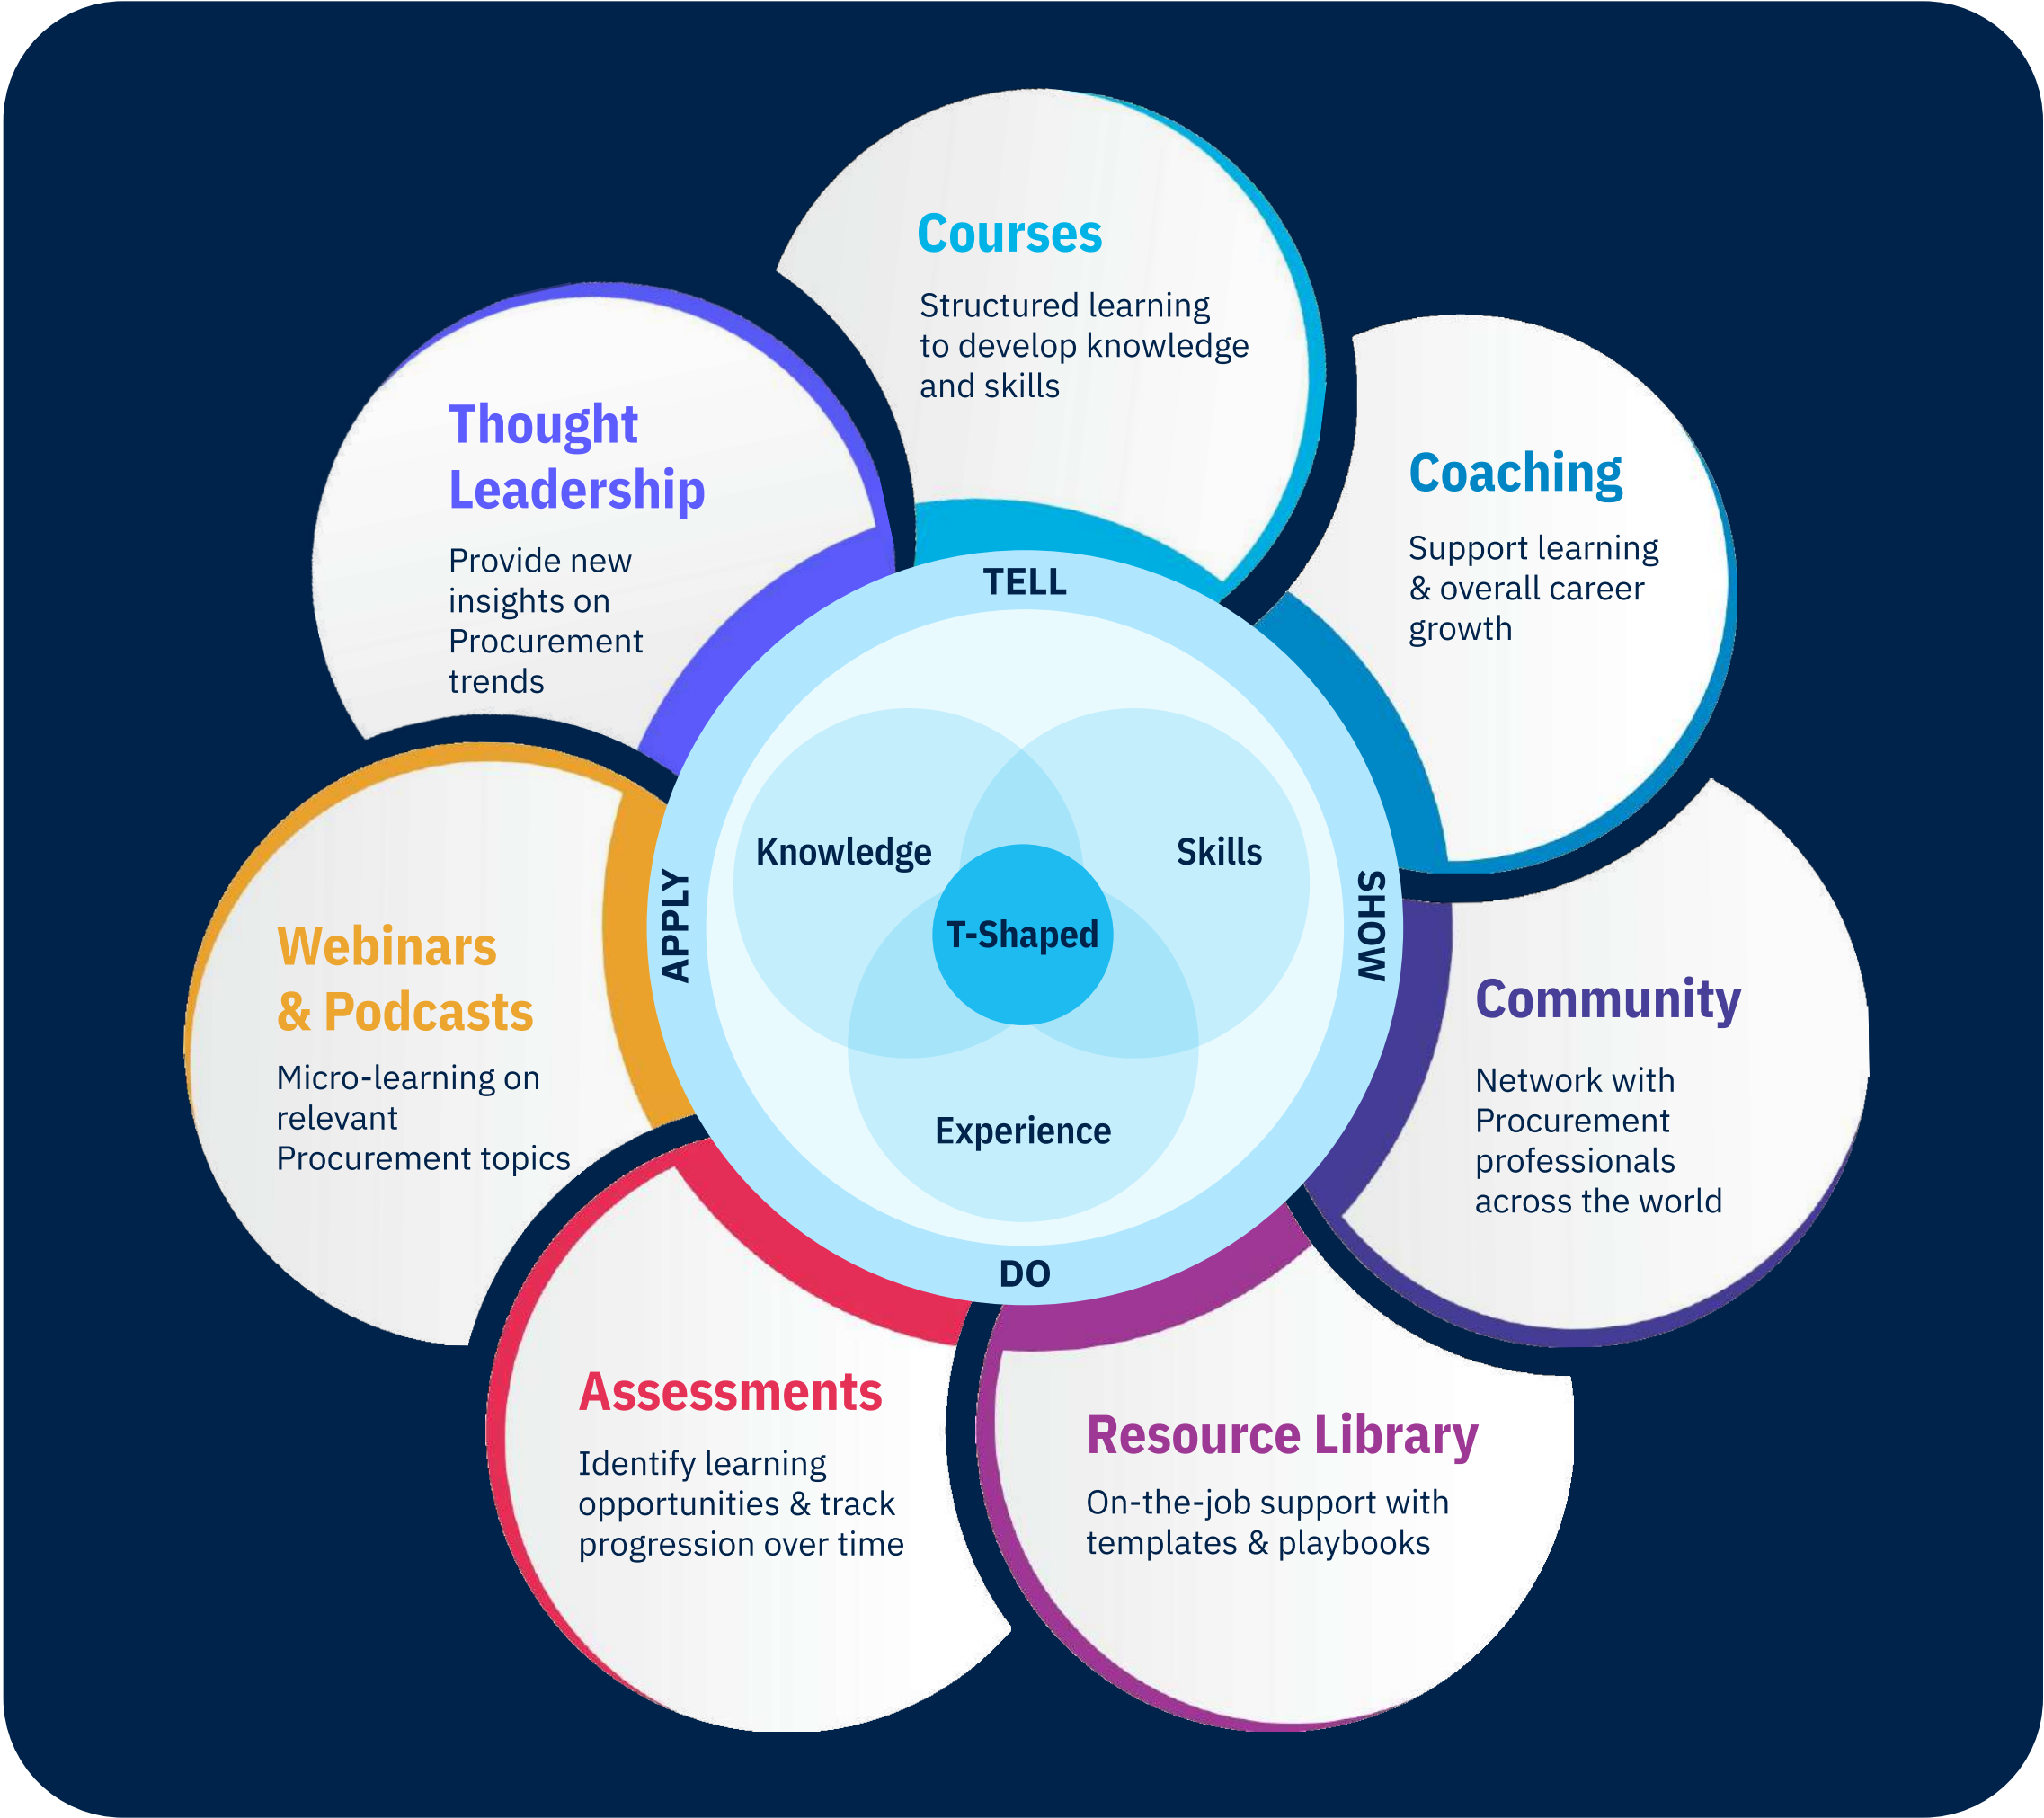 Courses
Structured learning
to develop knowledge
and skills
Coaching
Support learning
& overall career
growth
Community
Network with
Procurement
professionals
across the world
Resource Library
On-the-job support with
templates & playbooks
Assessments
Identify learning
opportunities & track
progression over time
Webinars
& Podcasts
Micro-learning on
relevant
Procurement topics
Thought
Leadership
Provide new
insights on
Procurement
trends
TELL
SHOW
DO
APPLY
Knowledge
Skills
T-Shaped
Experience